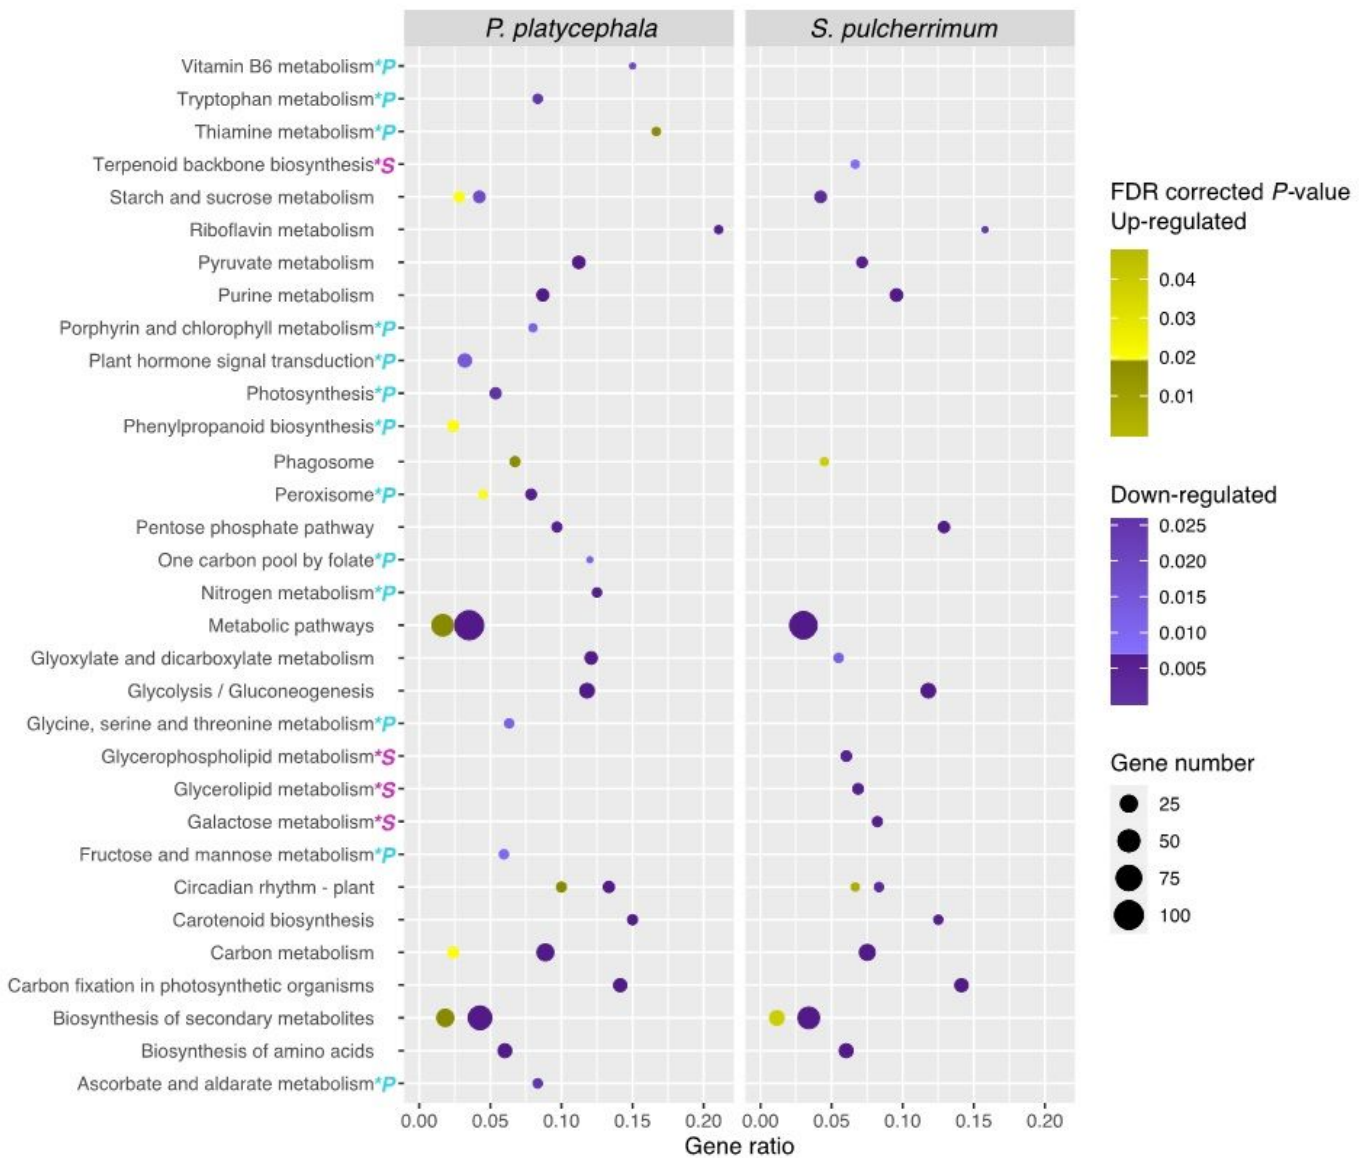 P. platycephala
S. pulcherrimum
Vitamin B6 metabolism*P
Tryptophan metabolism*P
Thiamine metabolism*P
Terpenoid backbone biosynthesis*S
Starch and sucrose metabolism
Riboflavin metabolism
Pyruvate metabolism
Purine metabolism
Porphyrin and chlorophyll metabolism*P
Plant hormone signal transduction*P
Photosynthesis*P
Phenylpropanoid biosynthesis*P
Phagosome
Peroxisome*P
Pentose phosphate pathway
One carbon pool by folate*P
Nitrogen metabolism*P
Metabolic pathways
Glyoxylate and dicarboxylate metabolism
Glycolysis / Gluconeogenesis
Glycine, serine and threonine metabolism*P
Glycerophospholipid metabolism*S
Glycerolipid metabolism*S
Galactose metabolism*S
Fructose and mannose metabolism*P
Circadian rhythm - plant
Carotenoid biosynthesis
Carbon metabolism
Carbon fixation in photosynthetic organisms
Biosynthesis of secondary metabolites
Biosynthesis of amino acids
Ascorbate and aldarate metabolism*P
0.00 0.05 0.10 0.15 0.20
0.00 0.05 0.10 0.15 0.20
Gene ratio
FDR corrected P-value
Up-regulated
0.04
0.03
0.02
0.01
Down-regulated
0.025
0.020
0.015
0.010
0.005
Gene number
25
50
75
100